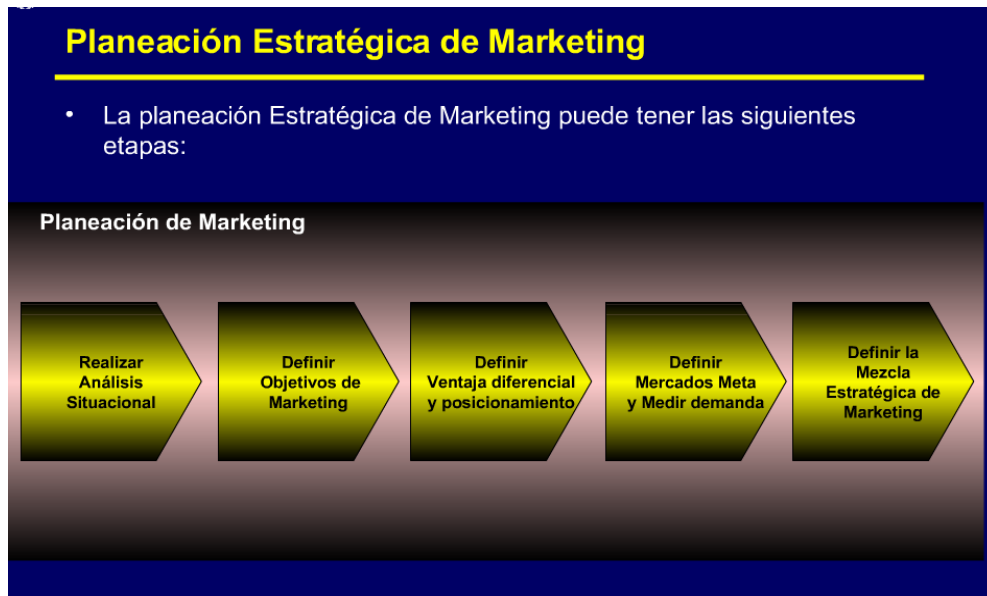 Planeación Estratégica de Marketing
• La planeación Estratégica de Marketing puede tener las siguientes
etapas:
Planeación de Marketing
Realizar
Análisis
Situacional
Definir
Objetivos de
Marketing
Definir
Ventaja diferencial
y posicionamiento
Definir
Mercados Meta
y Medir demanda
Definir la
Mezcla
Estratégica de
Marketing